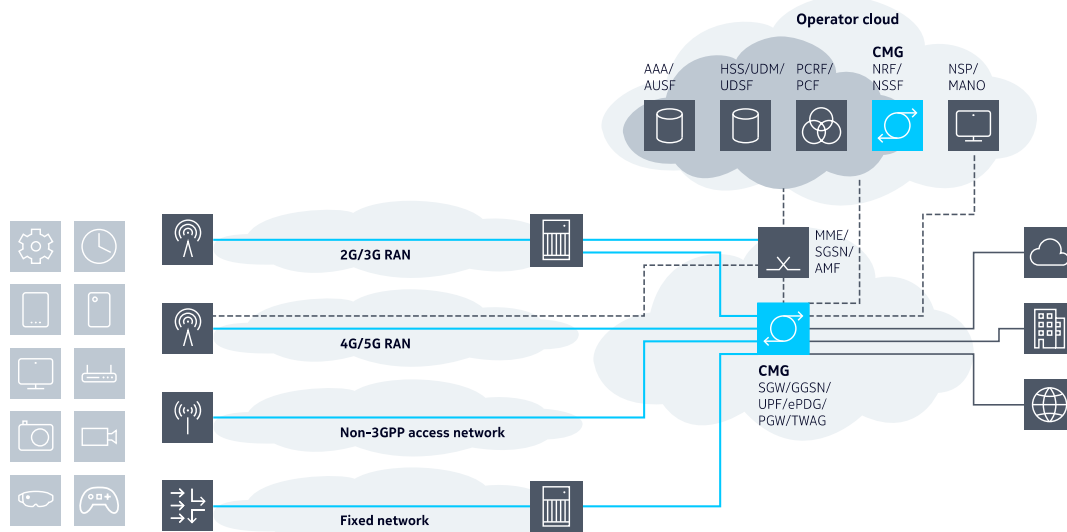 Operator cloud
AAA/
AUSF
HSS/UDM/
UDSF
PCRF/
PCF
CMG
NRF/
NSSF
NSP/
MANO
2G/3G RAN
MME/
SGSN/
AMF
4G/5G RAN
CMG
SGW/GGSN/
UPF/ePDG/
PGW/TWAG
Non-3GPP access network
Fixed network